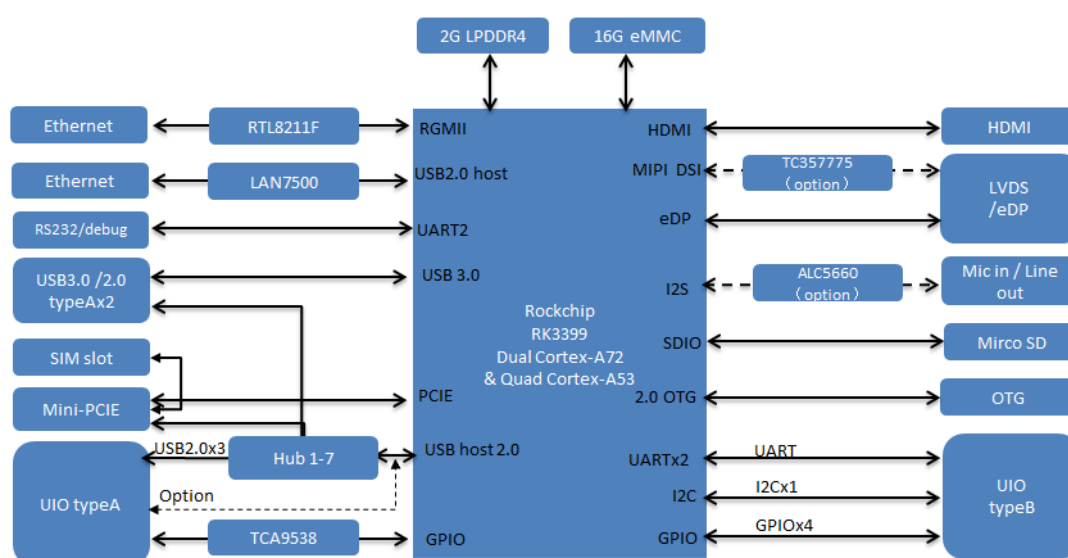 2G LPDDR4
16G eMMC
Ethernet
RTL8211F
RGMII
HDMI
HDMI
Ethernet
LAN7500
USB2.0 host
MIPI DSI
TC357775
(option)
LVDS
/eDP
RS232/debug
UART2
eDP
USB3.0 /2.0
typeAx2
USB 3.0
I2S
ALC5660
(option)
Mic in / Line
out
Rockchip
RK3399
Dual Cortex-A72
& Quad Cortex-A53
SDIO
Mirco SD
SIM slot
Mini-PCIE
PCIE
2.0 OTG
OTG
UIO typeA
USB2.0x3
Hub 1-7
USB host 2.0
Option
TCA9538
GPIO
UARTx2
UART
I2C
I2Cx1
GPIO
GPIOx4
UIO
typeB